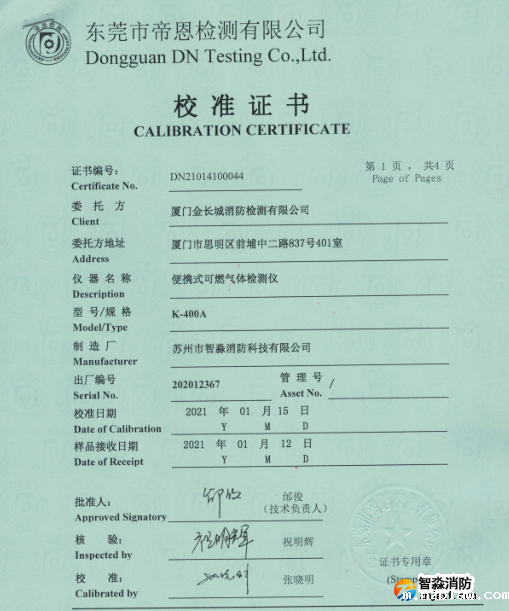 东莞市帝恩检测有限公司
Dongguan DN Testing Co.,Ltd.
校准证书
CALIBRATION CERTIFICATE
证书编号: DN21014100044 第 1 页 ， 共4 页
Certificate No. Page of Pages
委托方 厦门金长城消防检测有限公司
Client
委托方地址 厦门市思明区前埔中二路837号401室
Address
仪器名称 便携式可燃气体检测仪
Description
型号/规格 K-400A
Model/Type
制造厂 苏州市智淼消防科技有限公司
Manufacturer
出厂编号 202012367 管理号 /
Serial No. Asset No.
校准日期 2021 年 01 月 15 日
Date of Calibration Y M D
样品接收日期 2021 年 01 月 12 日
Date of Receipt Y M D
批准人: 邰俊
Approved Signatory (技术负责人)
核验: 祝明辉
Inspected by
校准: 张晓明 证书专用章
Calibrated by (Stamp)
智淼消防